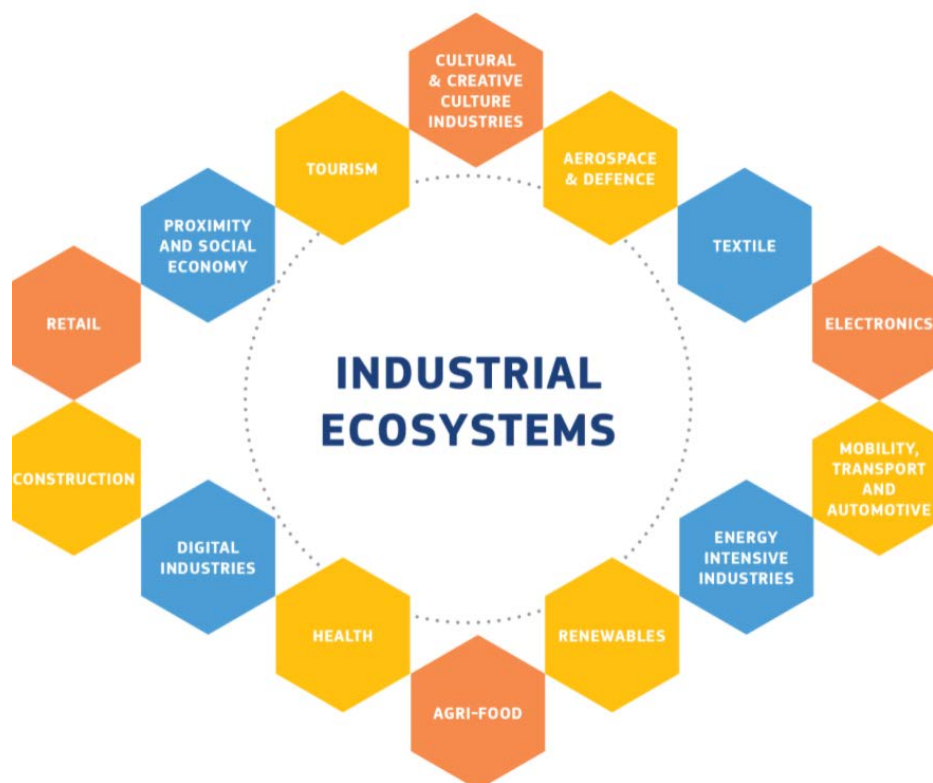 CULTURAL
& CREATIVE
CULTURE
INDUSTRIES
TOURISM
AEROSPACE
& DEFENCE
PROXIMITY
AND SOCIAL
ECONOMY
TEXTILE
RETAIL
ELECTRONICS
INDUSTRIAL
ECOSYSTEMS
CONSTRUCTION
MOBILITY,
TRANSPORT
AND
AUTOMOTIVE
DIGITAL
INDUSTRIES
ENERGY
INTENSIVE
INDUSTRIES
HEALTH
RENEWABLES
AGRI-FOOD